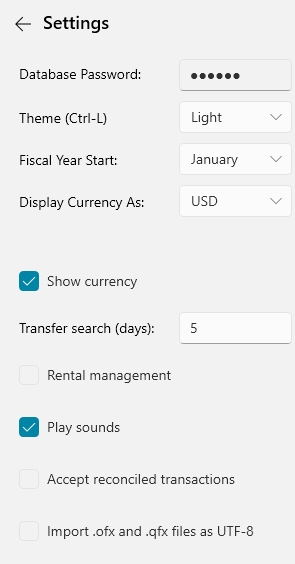 Settings
Database Password: ●●●●●●
Theme (Ctrl-L) Light
Fiscal Year Start: January
Display Currency As: USD
Show currency
Transfer search (days): 5
Rental management
Play sounds
Accept reconciled transactions
Import .ofx and .qfx files as UTF-8